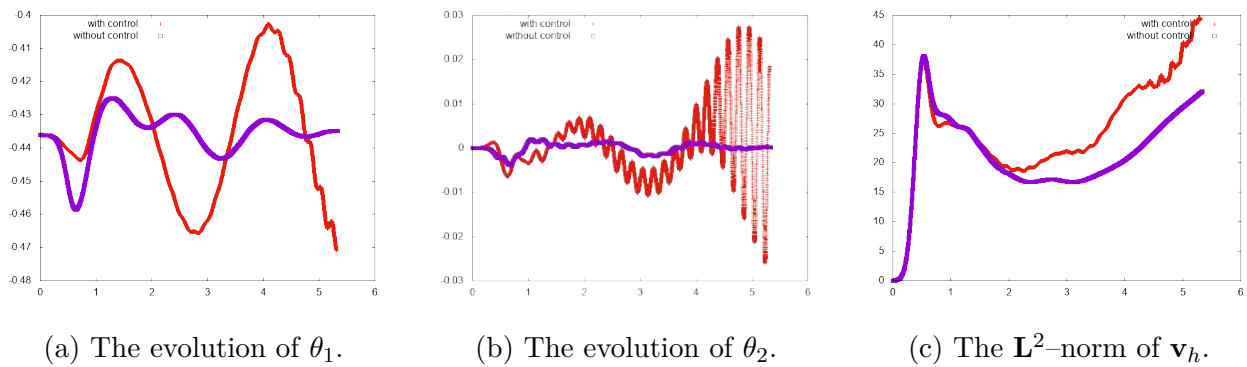 -0.4
-0.41
-0.42
-0.43
-0.44
-0.45
-0.46
-0.47
-0.48
0 1 2 3 4 5 6
with control
without control
0.03
0.02
0.01
0
-0.01
-0.02
-0.03
0 1 2 3 4 5 6
with control
without control
45
40
35
30
25
20
15
10
5
0
0 1 2 3 4 5 6
with control
without control
(a) The evolution of θ₁.
(b) The evolution of θ₂.
(c) The L²–norm of vₕ.